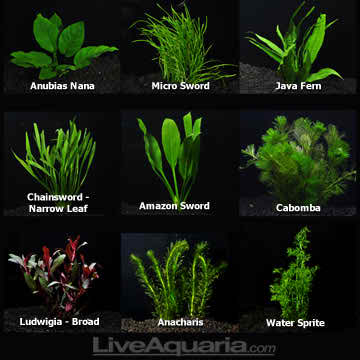 Anubias Nana
Micro Sword
Java Fern
Chainsword -
Narrow Leaf
Amazon Sword
Cabomba
Ludwigia - Broad
Anacharis
Water Sprite
LiveAquaria.com